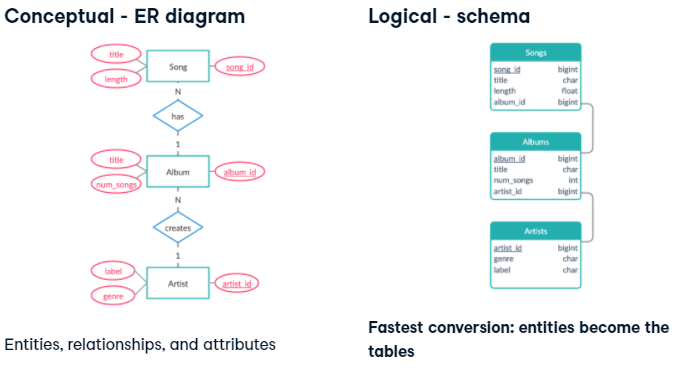 Conceptual - ER diagram
title
length
Song
song_id
N
has
1
title
num_songs
Album
album_id
N
creates
1
label
genre
Artist
artist_id
Entities, relationships, and attributes
Logical - schema
Songs
song_id bigint
title char
length float
album_id bigint
Albums
album_id bigint
title char
num_songs int
artist_id bigint
Artists
artist_id bigint
genre char
label char
Fastest conversion: entities become the
tables